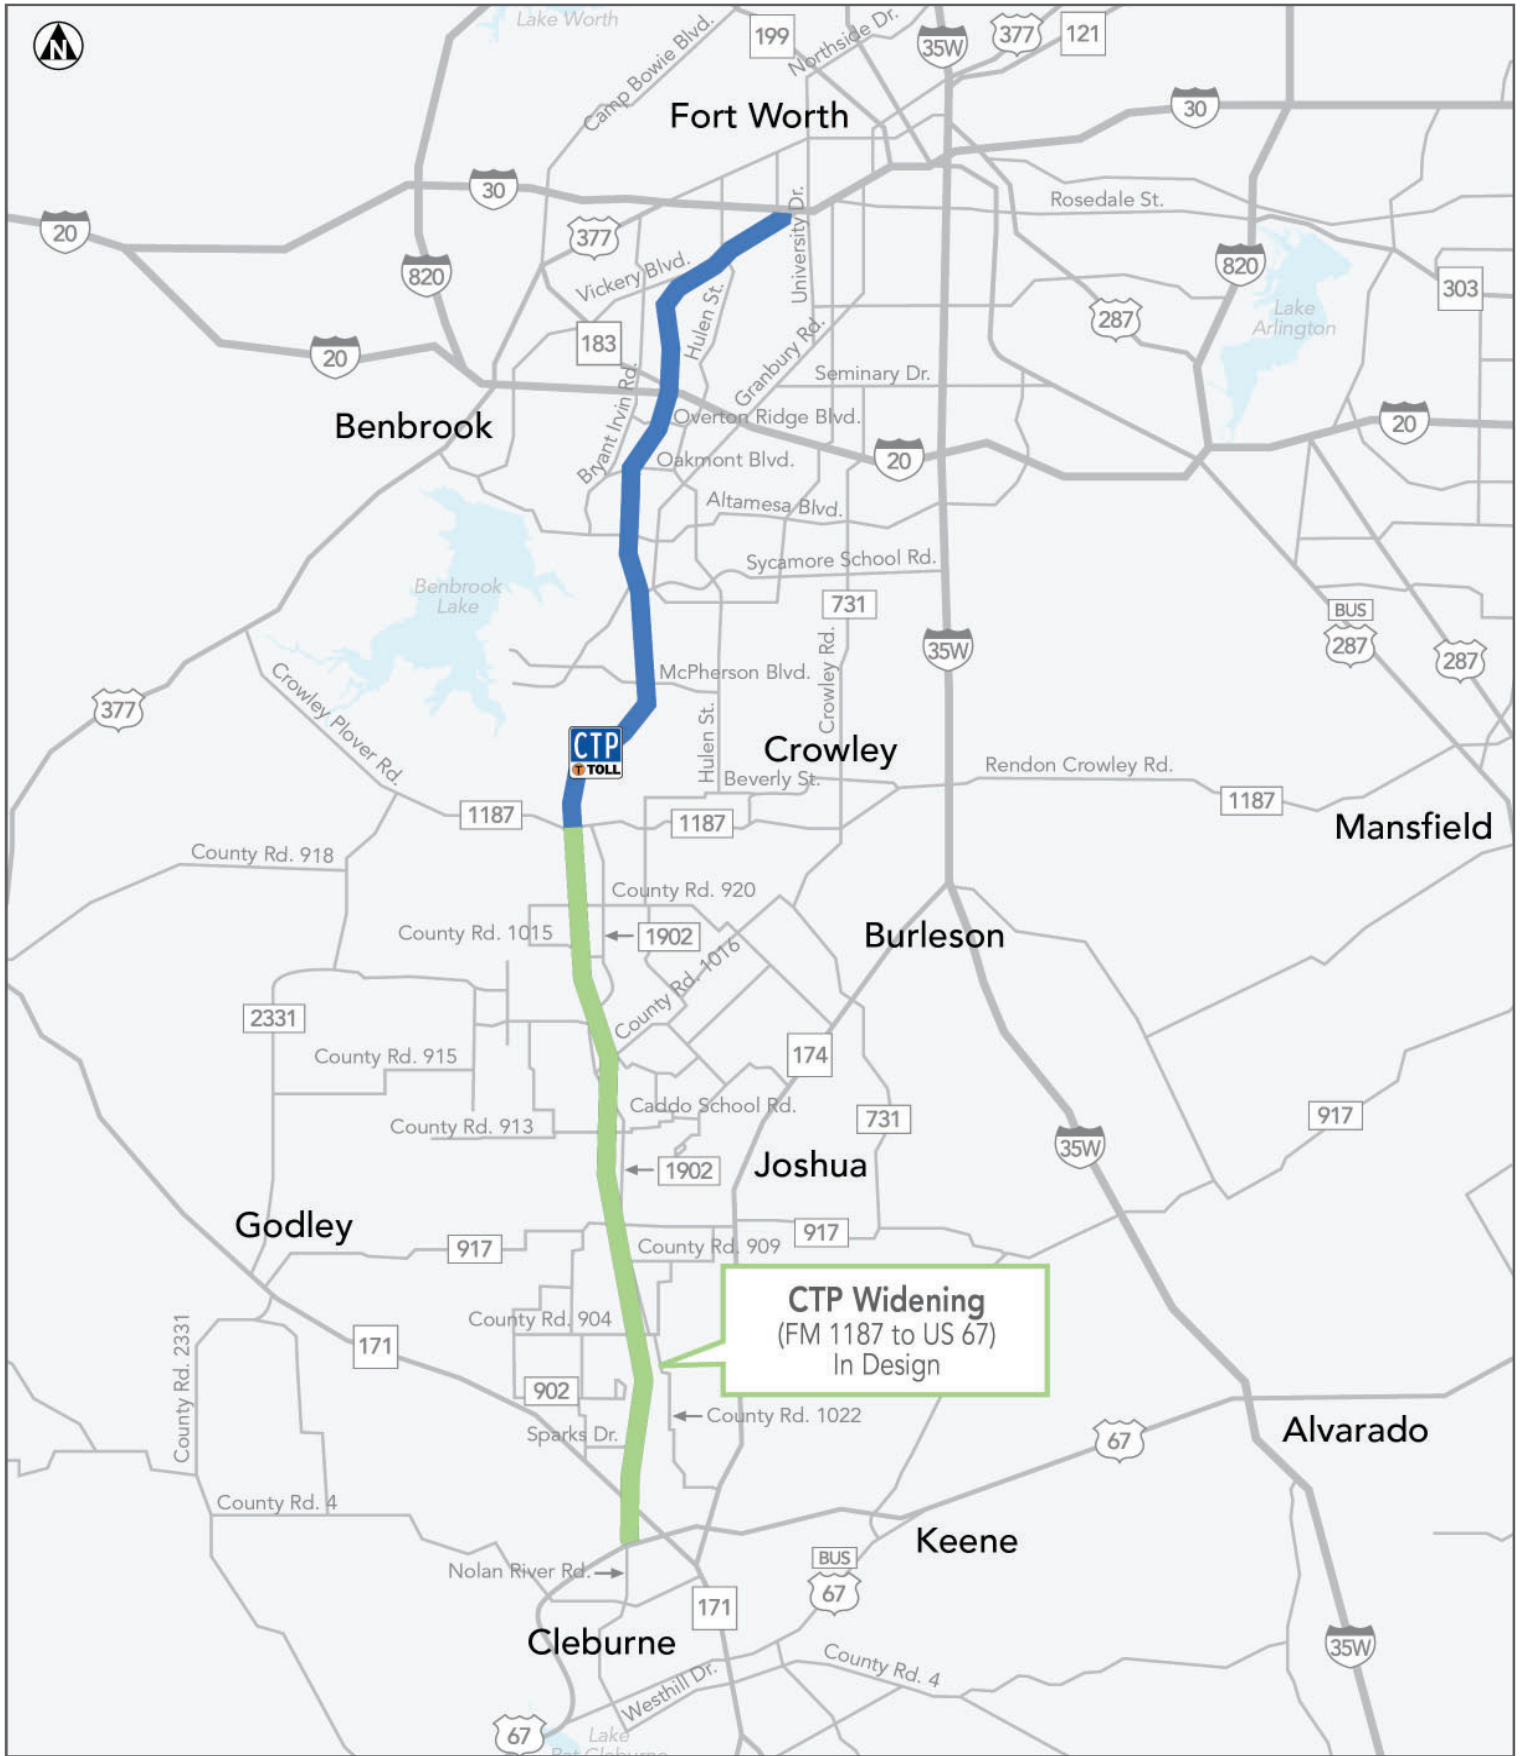 N
Lake Worth
Camp Bowie Blvd.
199
Northside Dr.
35W
377
121
Fort Worth
30
30
20
377
820
University Dr.
Rosedale St.
820
303
Vickery Blvd.
Hulen St.
287
Lake
Arlington
183
20
Granbury Rd.
Seminary Dr.
Bryant Irvin Rd.
Overton Ridge Blvd.
20
Benbrook
Oakmont Blvd.
20
Altamesa Blvd.
Sycamore School Rd.
Benbrook
Lake
731
BUS
287
35W
287
McPherson Blvd.
Crowley Rd.
Crowley Plover Rd.
377
Hulen St.
CTP
T TOLL
Crowley
Beverly St.
Rendon Crowley Rd.
1187
1187
1187
Mansfield
County Rd. 918
County Rd. 920
County Rd. 1015
1902
Burleson
County Rd. 1016
2331
County Rd. 915
174
Caddo School Rd.
731
917
County Rd. 913
35W
1902
Joshua
Godley
917
County Rd. 909
917
CTP Widening
(FM 1187 to US 67)
In Design
County Rd. 904
County Rd. 2331
171
902
County Rd. 1022
Sparks Dr.
67
Alvarado
County Rd. 4
Keene
Nolan River Rd.
BUS
67
171
Cleburne
35W
County Rd. 4
Westhill Dr.
67
Lake
Pat Cleburne